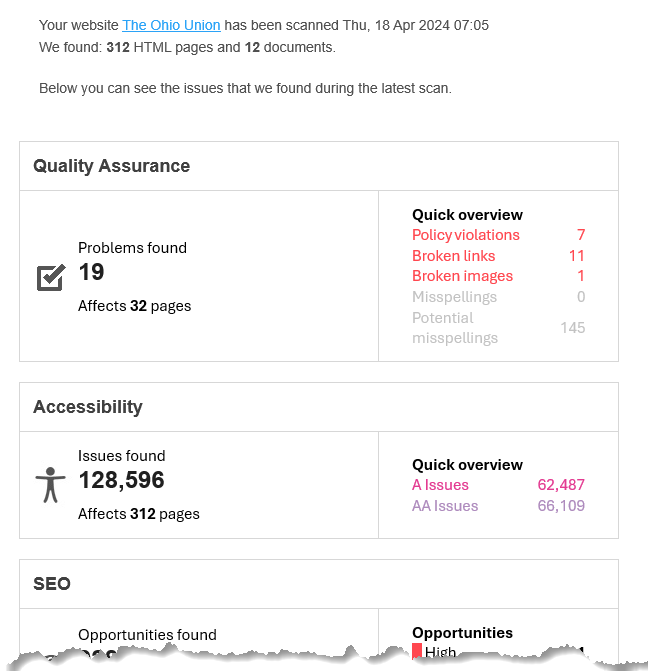 Your website The Ohio Union has been scanned Thu, 18 Apr 2024 07:05
We found: 312 HTML pages and 12 documents.
Below you can see the issues that we found during the latest scan.
Quality Assurance
Problems found
19
Affects 32 pages
Quick overview
Policy violations 7
Broken links 11
Broken images 1
Misspellings 0
Potential
misspellings 145
Accessibility
Issues found
128,596
Affects 312 pages
Quick overview
A Issues 62,487
AA Issues 66,109
SEO
Opportunities found
Opportunities
High